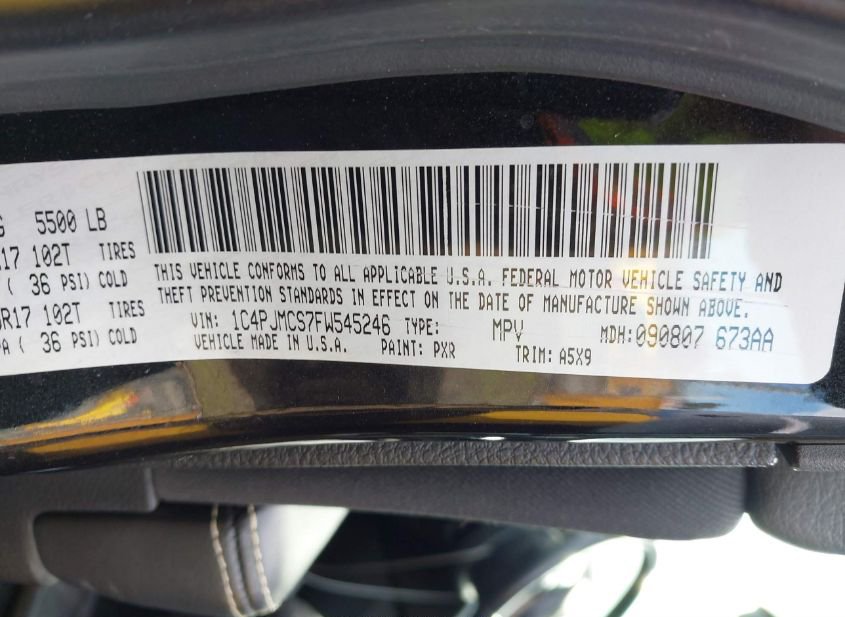 G 5500 LB
R17 102T TIRES
( 36 PSI) COLD
R17 102T TIRES
PA ( 36 PSI) COLD
THIS VEHICLE CONFORMS TO ALL APPLICABLE U.S.A. FEDERAL MOTOR VEHICLE SAFETY AND
THEFT PREVENTION STANDARDS IN EFFECT ON THE DATE OF MANUFACTURE SHOWN ABOVE.
VIN: 1C4PJMCS7FW545246 TYPE: MPV MDH:090807 673AA
VEHICLE MADE IN U.S.A. PAINT: PXR TRIM: A5X9